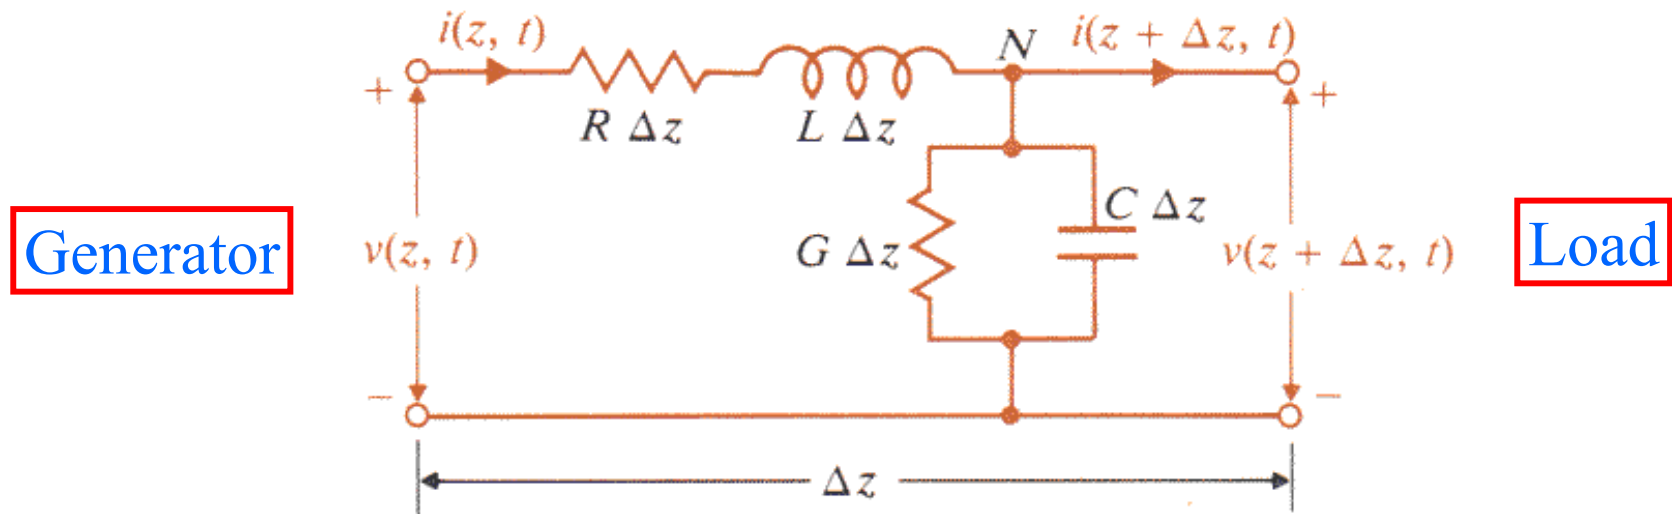 i(z, t)
N
i(z + Δz, t)
+
+
R Δz
L Δz
C Δz
Generator
v(z, t)
G Δz
v(z + Δz, t)
Load
−
−
Δz